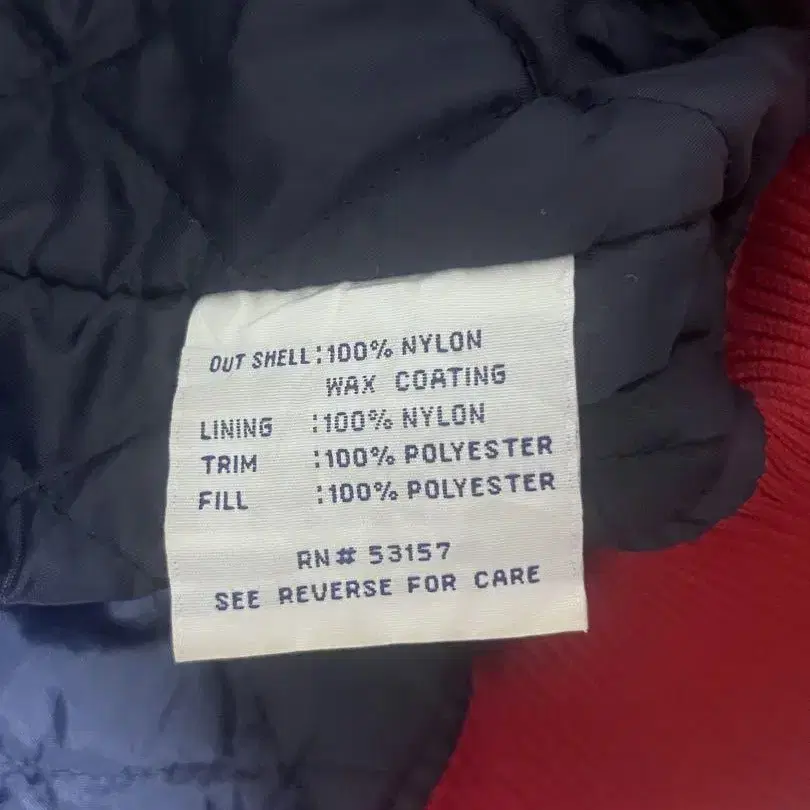 OUT SHELL:100% NYLON
WAX COATING
LINING :100% NYLON
TRIM :100% POLYESTER
FILL :100% POLYESTER
RN# 53157
SEE REVERSE FOR CARE